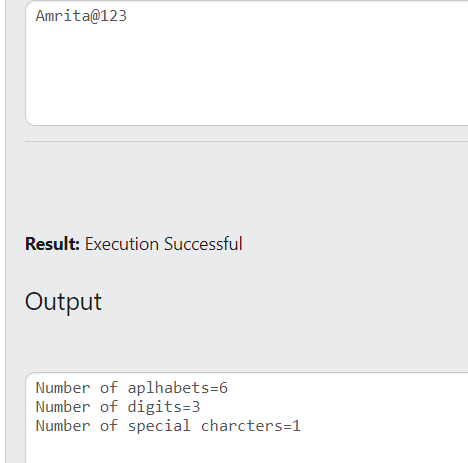 Amrita@123
Result: Execution Successful
Output
Number of aplhabets=6
Number of digits=3
Number of special charcters=1